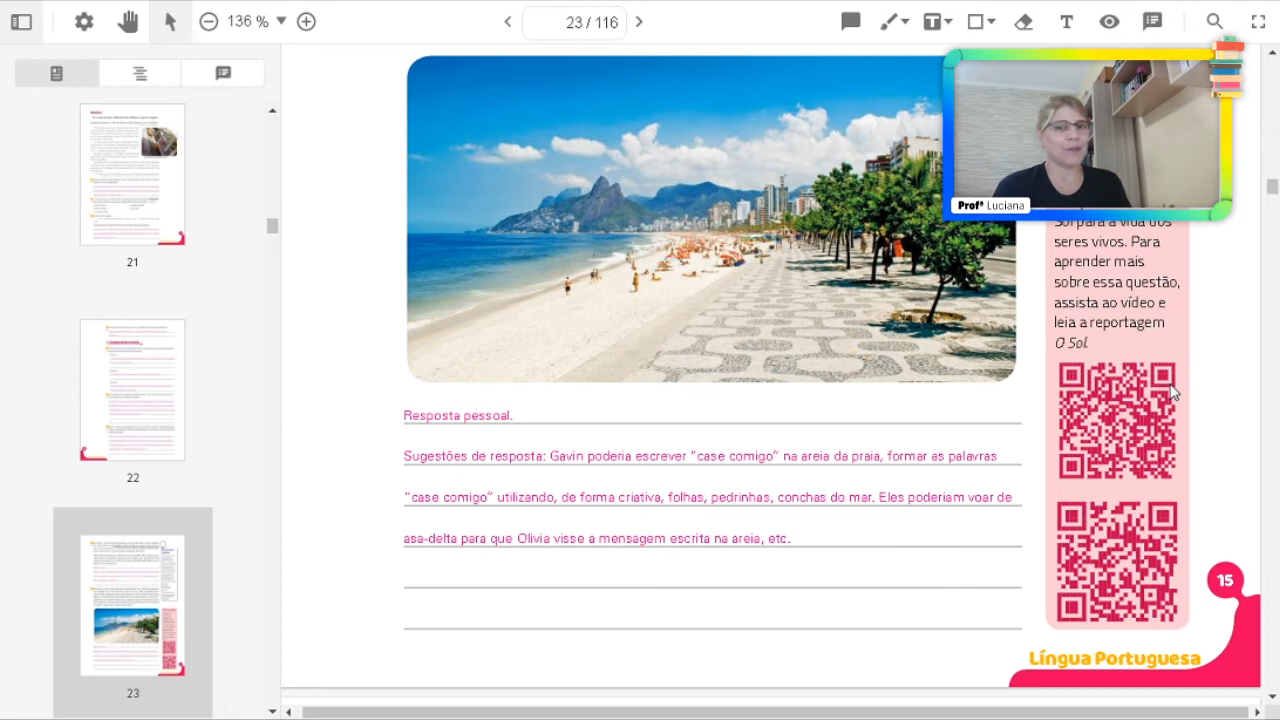 136 %
23 / 116
21
22
23
Profª Luciana
Sol para a vida dos
seres vivos. Para
aprender mais
sobre essa questão,
assista ao vídeo e
leia a reportagem
O Sol
Resposta pessoal.
Sugestões de resposta: Gavin poderia escrever “case comigo” na areia da praia, formar as palavras
“case comigo” utilizando, de forma criativa, folhas, pedrinhas, conchas do mar. Eles poderiam voar de
asa-delta para que Olivia visse a mensagem escrita na areia, etc.
15
Língua Portuguesa